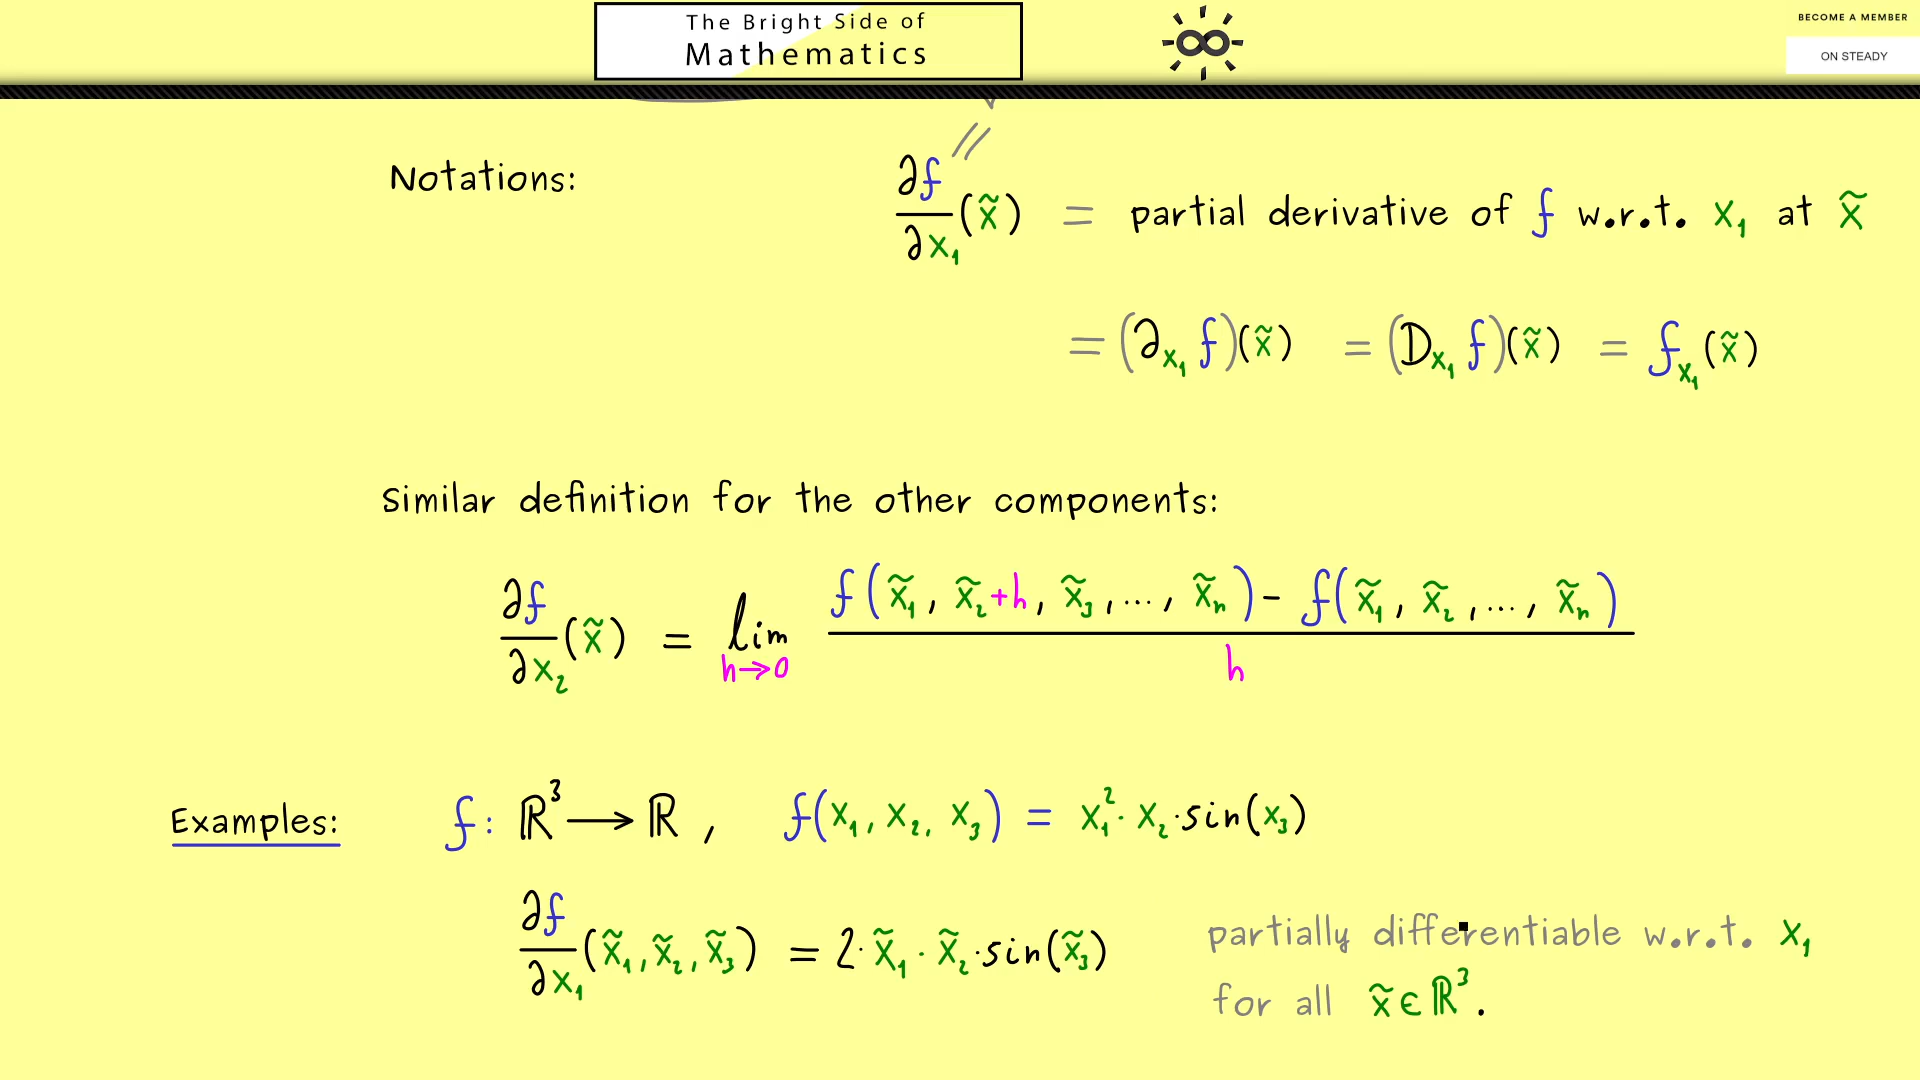 The Bright Side of
Mathematics
BECOME A MEMBER
ON STEADY
Notations: ∂f/∂x₁ (x̃) = partial derivative of f w.r.t. x₁ at x̃
= (∂ₓ₁ f)(x̃) = (Dₓ₁ f)(x̃) = fₓ₁(x̃)
Similar definition for the other components:
∂f/∂x₂ (x̃) = lim h→0 f(x̃₁, x̃₂+h, x̃₃, ..., x̃ₙ) - f(x̃₁, x̃₂, ..., x̃ₙ) / h
Examples: f: ℝ³ ⟶ ℝ , f(x₁, x₂, x₃) = x₁² · x₂ · sin(x₃)
∂f/∂x₁ (x̃₁, x̃₂, x̃₃) = 2 · x̃₁ · x̃₂ · sin(x̃₃) partially differentiable w.r.t. x₁
for all x̃ ∈ ℝ³.